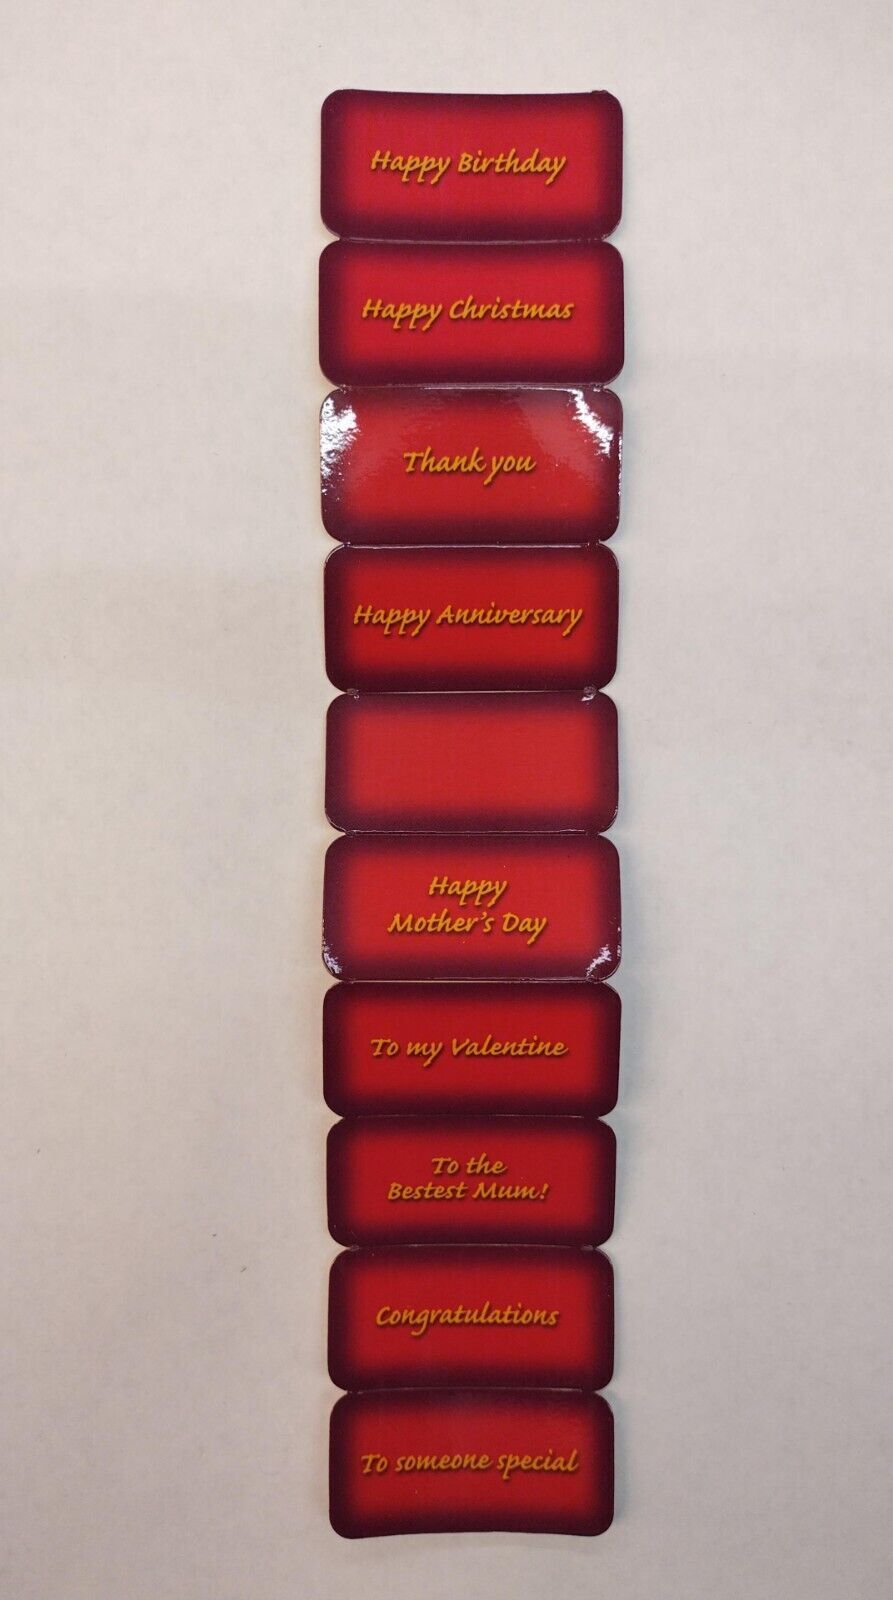 Happy Birthday
Happy Christmas
Thank you
Happy Anniversary
Happy
Mother's Day
To my Valentine
To the
Bestest Mum!
Congratulations
To someone special